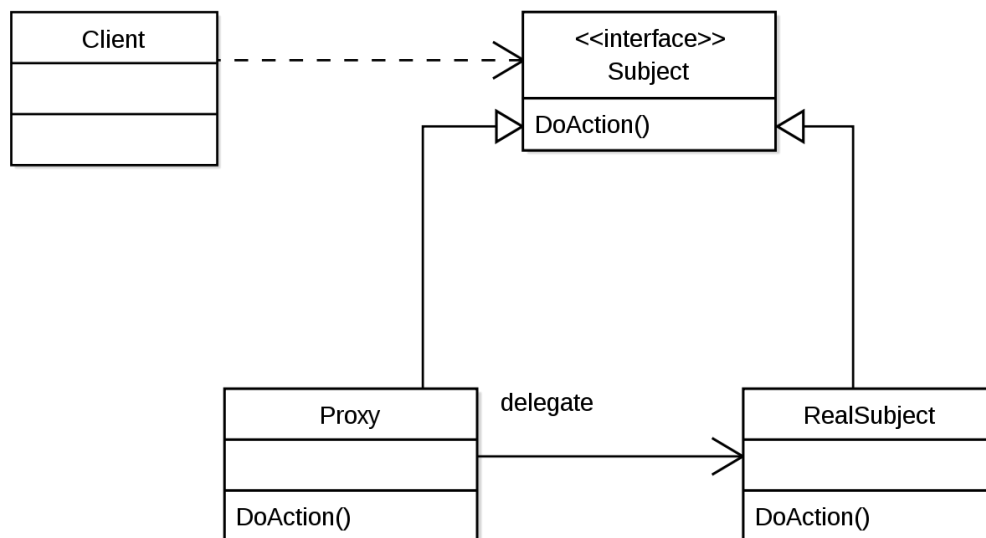 Client
<<interface>>
Subject
DoAction()
Proxy
delegate
RealSubject
DoAction()
DoAction()